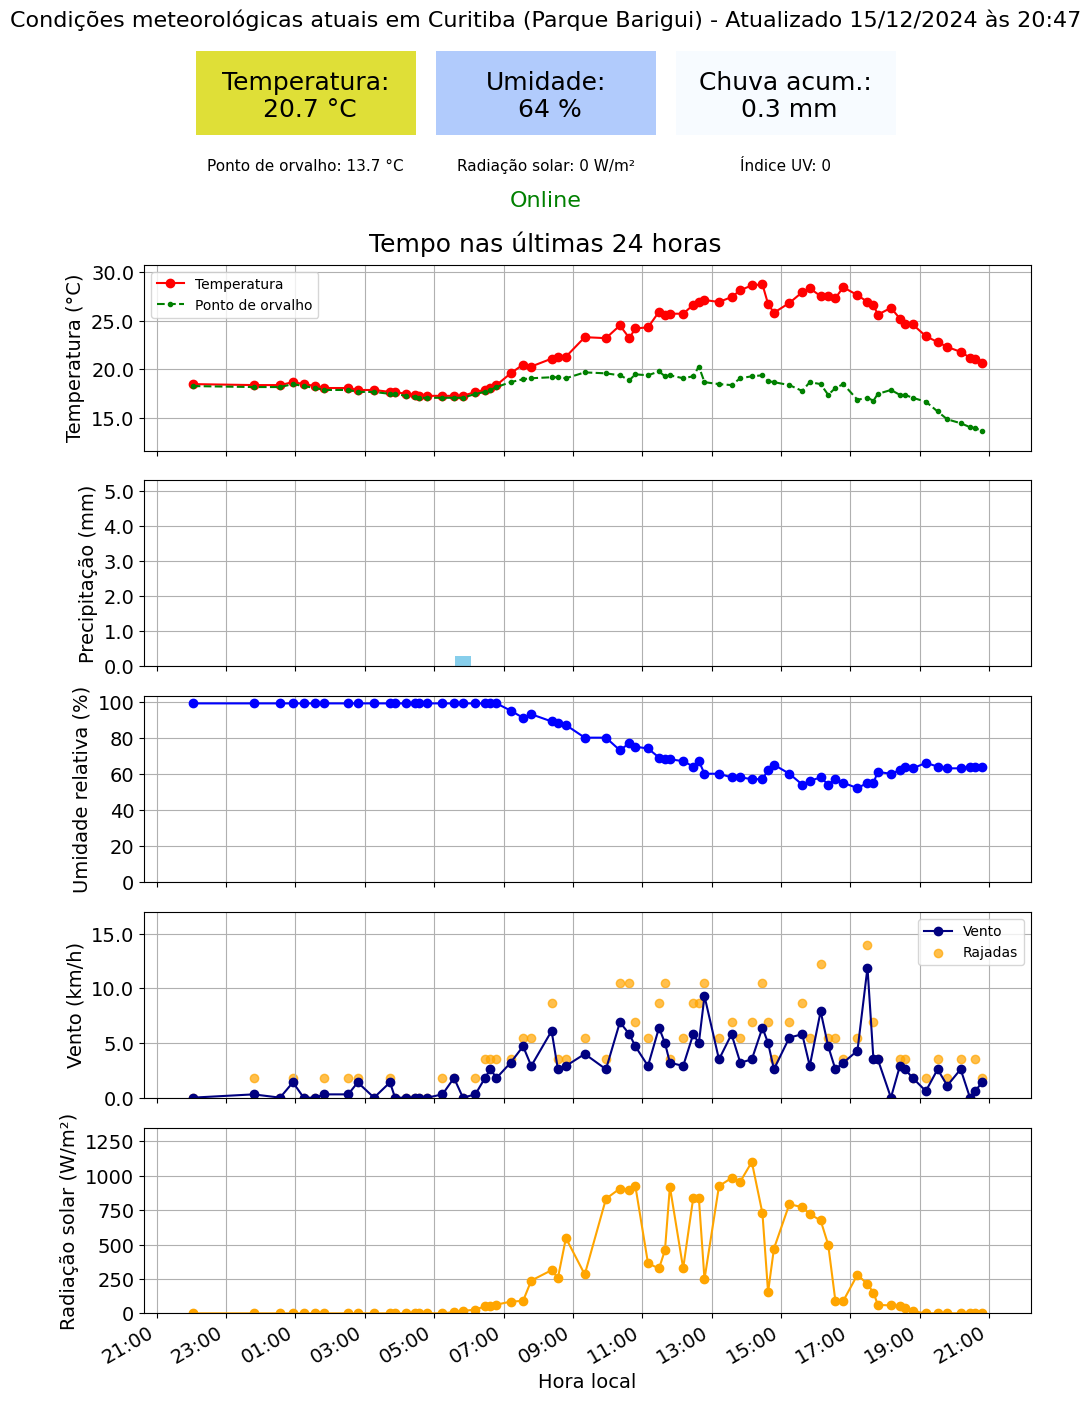 Condições meteorológicas atuais em Curitiba (Parque Barigui) - Atualizado 15/12/2024 às 20:47
Temperatura:
20.7 °C
Umidade:
64 %
Chuva acum.:
0.3 mm
Ponto de orvalho: 13.7 °C
Radiação solar: 0 W/m²
Índice UV: 0
Online
Tempo nas últimas 24 horas
Temperatura (°C)
30.0
25.0
20.0
15.0
Temperatura
Ponto de orvalho
Precipitação (mm)
5.0
4.0
3.0
2.0
1.0
0.0
Umidade relativa (%)
100
80
60
40
20
0
Vento (km/h)
15.0
10.0
5.0
0.0
Vento
Rajadas
Radiação solar (W/m²)
1250
1000
750
500
250
0
21:00
23:00
01:00
03:00
05:00
07:00
09:00
11:00
13:00
15:00
17:00
19:00
21:00
Hora local